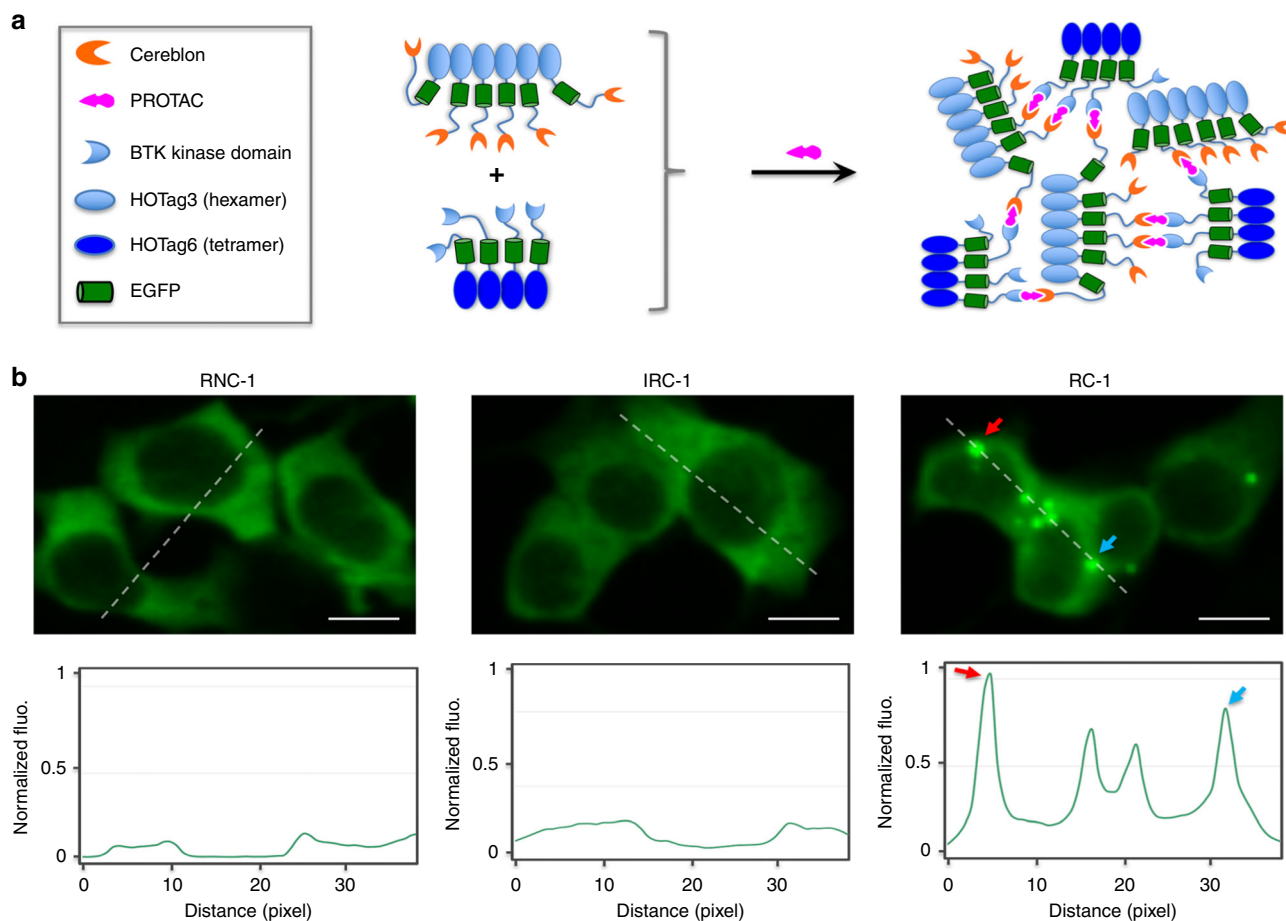 a
Cereblon
PROTAC
BTK kinase domain
HOTag3 (hexamer)
HOTag6 (tetramer)
EGFP
+
b
RNC-1
IRC-1
RC-1
Normalized fluo.
1
0.5
0
0 10 20 30
Distance (pixel)
Normalized fluo.
1
0.5
0
0 10 20 30
Distance (pixel)
Normalized fluo.
1
0.5
0
0 10 20 30
Distance (pixel)